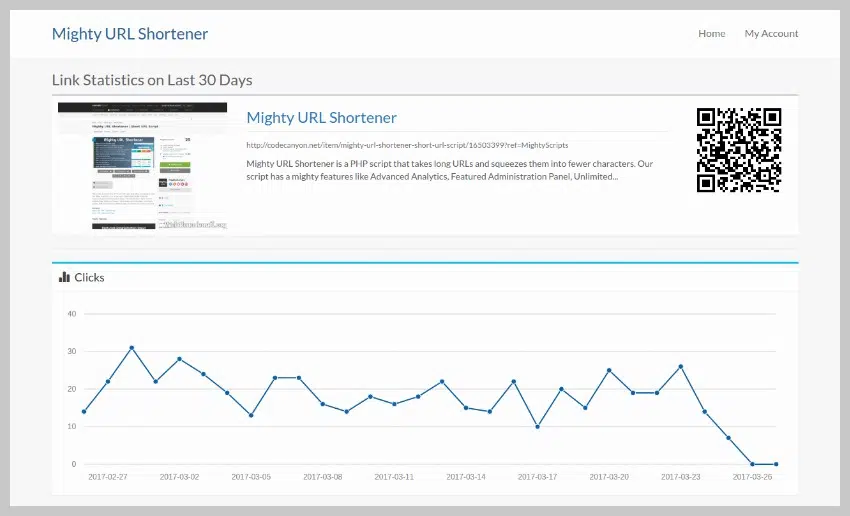 Mighty URL Shortener
Home
My Account
Link Statistics on Last 30 Days
Mighty URL Shortener
http://codecanyon.net/item/mighty-url-shortener-short-url-script/16503399?ref=MightyScripts
Mighty URL Shortener is a PHP script that takes long URLs and squeezes them into fewer characters. Our
script has a mighty features like Advanced Analytics, Featured Administration Panel, Unlimited...
Clicks
40
30
20
10
0
2017-02-27
2017-03-02
2017-03-05
2017-03-08
2017-03-11
2017-03-14
2017-03-17
2017-03-20
2017-03-23
2017-03-26